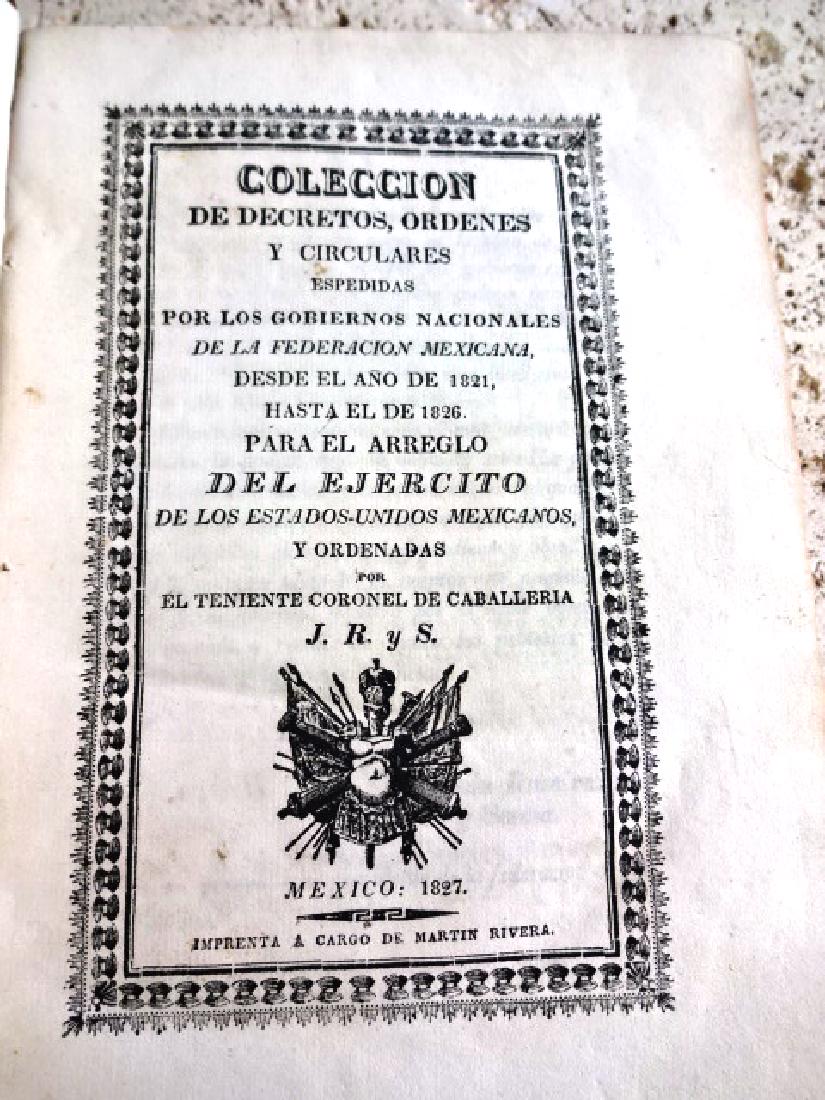 COLECCION
DE DECRETOS, ORDENES
Y CIRCULARES
ESPEDIDAS
POR LOS GOBIERNOS NACIONALES
DE LA FEDERACION MEXICANA,
DESDE EL AÑO DE 1821,
HASTA EL DE 1826.
PARA EL ARREGLO
DEL EJERCITO
DE LOS ESTADOS-UNIDOS MEXICANOS,
Y ORDENADAS
POR
EL TENIENTE CORONEL DE CABALLERIA
J. R. y S.
MEXICO: 1827.
IMPRENTA A CARGO DE MARTIN RIVERA.